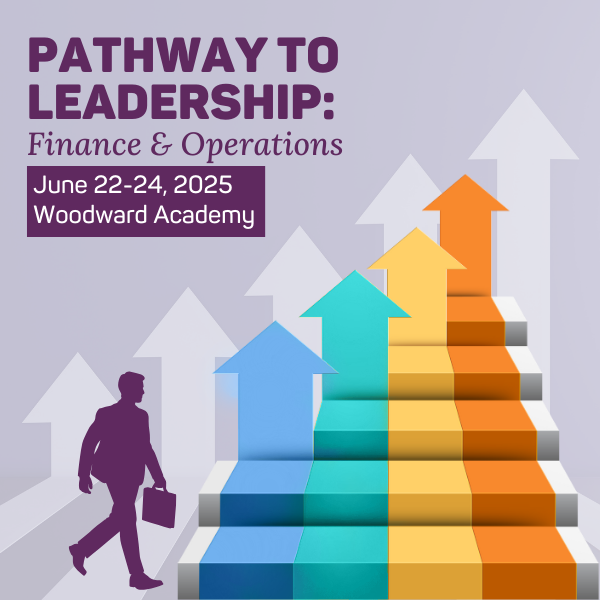 PATHWAY TO
LEADERSHIP:
Finance & Operations
June 22-24, 2025
Woodward Academy